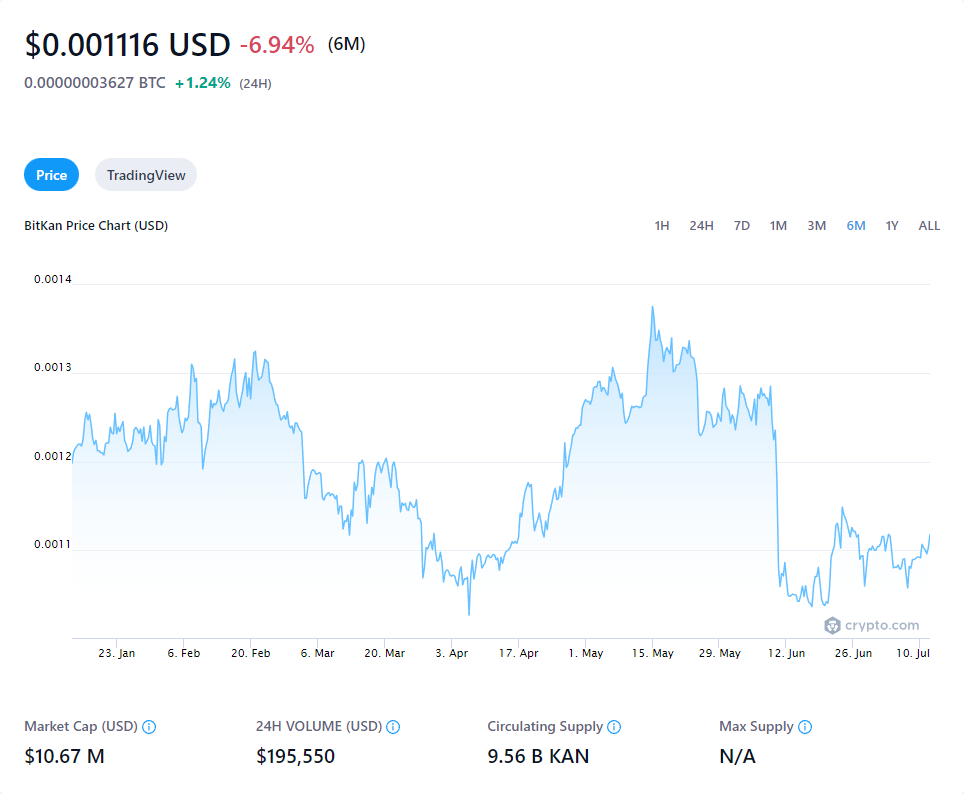 $0.001116 USD -6.94% (6M)
0.00000003627 BTC +1.24% (24H)
Price TradingView
BitKan Price Chart (USD) 1H 24H 7D 1M 3M 6M 1Y ALL
0.0014
0.0013
0.0012
0.0011
crypto.com
23. Jan 6. Feb 20. Feb 6. Mar 20. Mar 3. Apr 17. Apr 1. May 15. May 29. May 12. Jun 26. Jun 10. Jul
Market Cap (USD) 24H VOLUME (USD) Circulating Supply Max Supply
$10.67 M $195,550 9.56 B KAN N/A